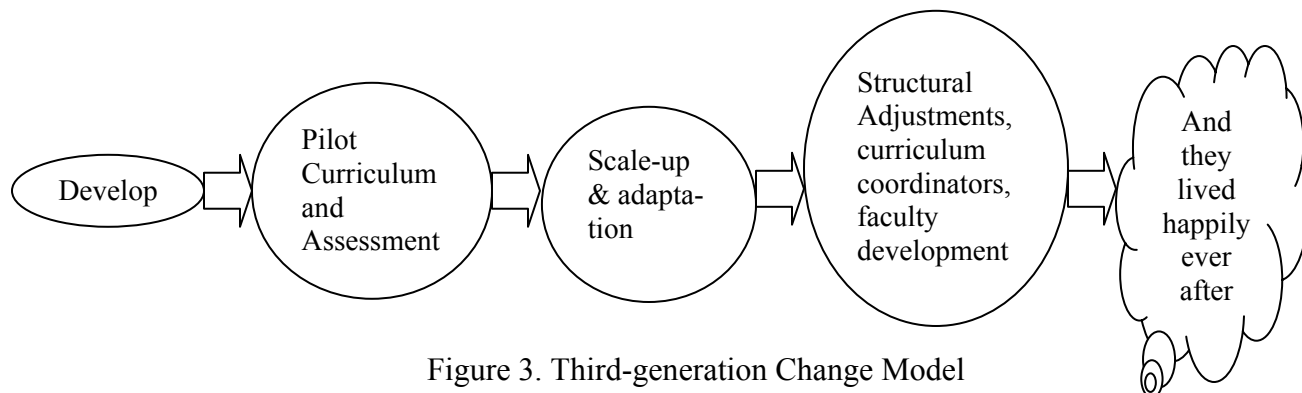 Develop
Pilot
Curriculum
and
Assessment
Scale-up
& adapta-
tion
Structural
Adjustments,
curriculum
coordinators,
faculty
development
And
they
lived
happily
ever
after
Figure 3. Third-generation Change Model